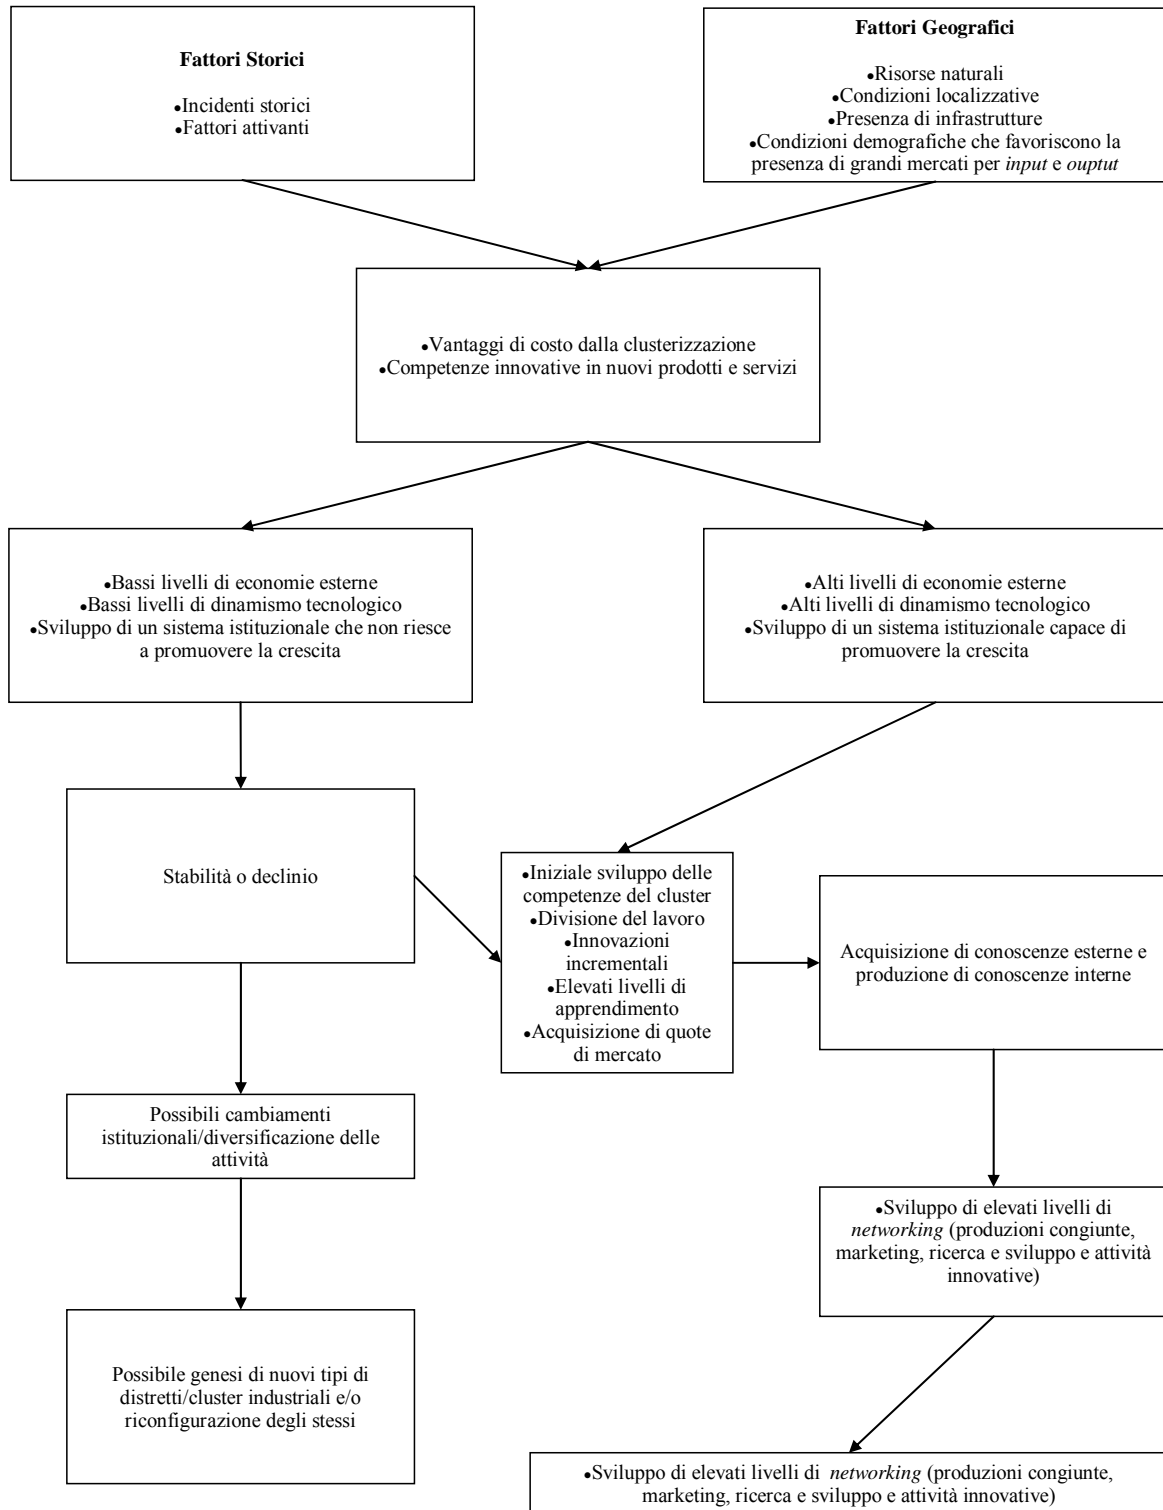 Fattori Storici
•Incidenti storici
•Fattori attivanti
Fattori Geografici
•Risorse naturali
•Condizioni localizzative
•Presenza di infrastrutture
•Condizioni demografiche che favoriscono la
presenza di grandi mercati per input e ouptut
•Vantaggi di costo dalla clusterizzazione
•Competenze innovative in nuovi prodotti e servizi
•Bassi livelli di economie esterne
•Bassi livelli di dinamismo tecnologico
•Sviluppo di un sistema istituzionale che non riesce
a promuovere la crescita
•Alti livelli di economie esterne
•Alti livelli di dinamismo tecnologico
•Sviluppo di un sistema istituzionale capace di
promuovere la crescita
Stabilità o declinio
•Iniziale sviluppo delle
competenze del cluster
•Divisione del lavoro
•Innovazioni
incrementali
•Elevati livelli di
apprendimento
•Acquisizione di quote
di mercato
Acquisizione di conoscenze esterne e
produzione di conoscenze interne
Possibili cambiamenti
istituzionali/diversificazione delle
attività
•Sviluppo di elevati livelli di
networking (produzioni congiunte,
marketing, ricerca e sviluppo e attività
innovative)
Possibile genesi di nuovi tipi di
distretti/cluster industriali e/o
riconfigurazione degli stessi
•Sviluppo di elevati livelli di networking (produzioni congiunte,
marketing, ricerca e sviluppo e attività innovative)